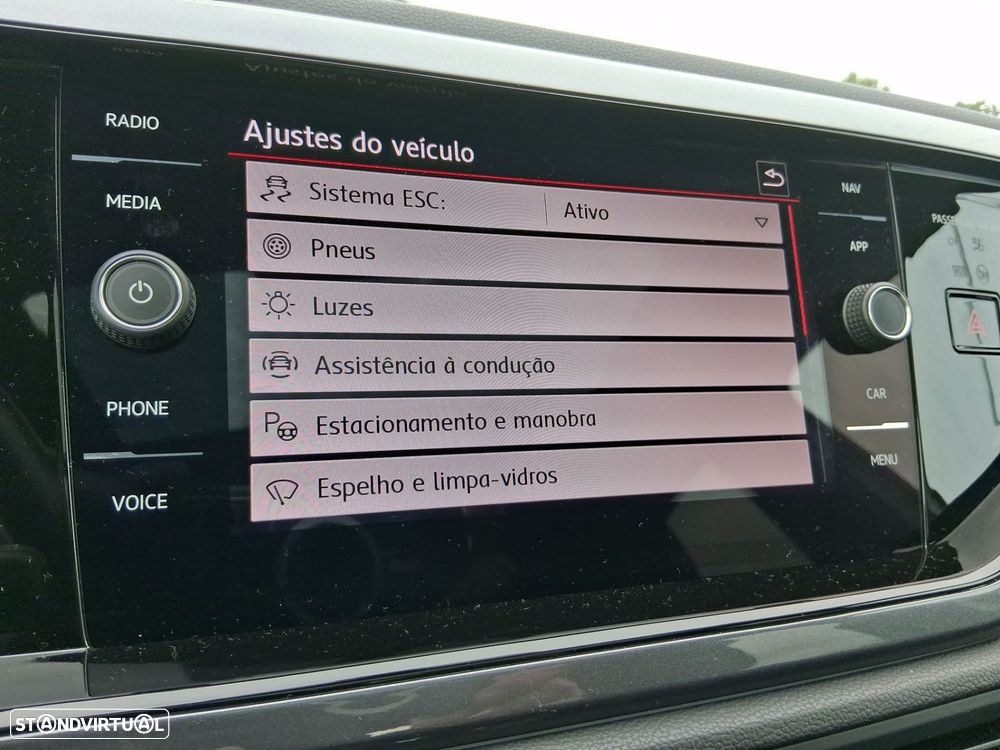 RADIO
MEDIA
PHONE
VOICE
Ajustes do veículo
Sistema ESC: Ativo
Pneus
Luzes
Assistência à condução
Estacionamento e manobra
Espelho e limpa-vidros
NAV
APP
CAR
MENU
STANDVIRTUAL